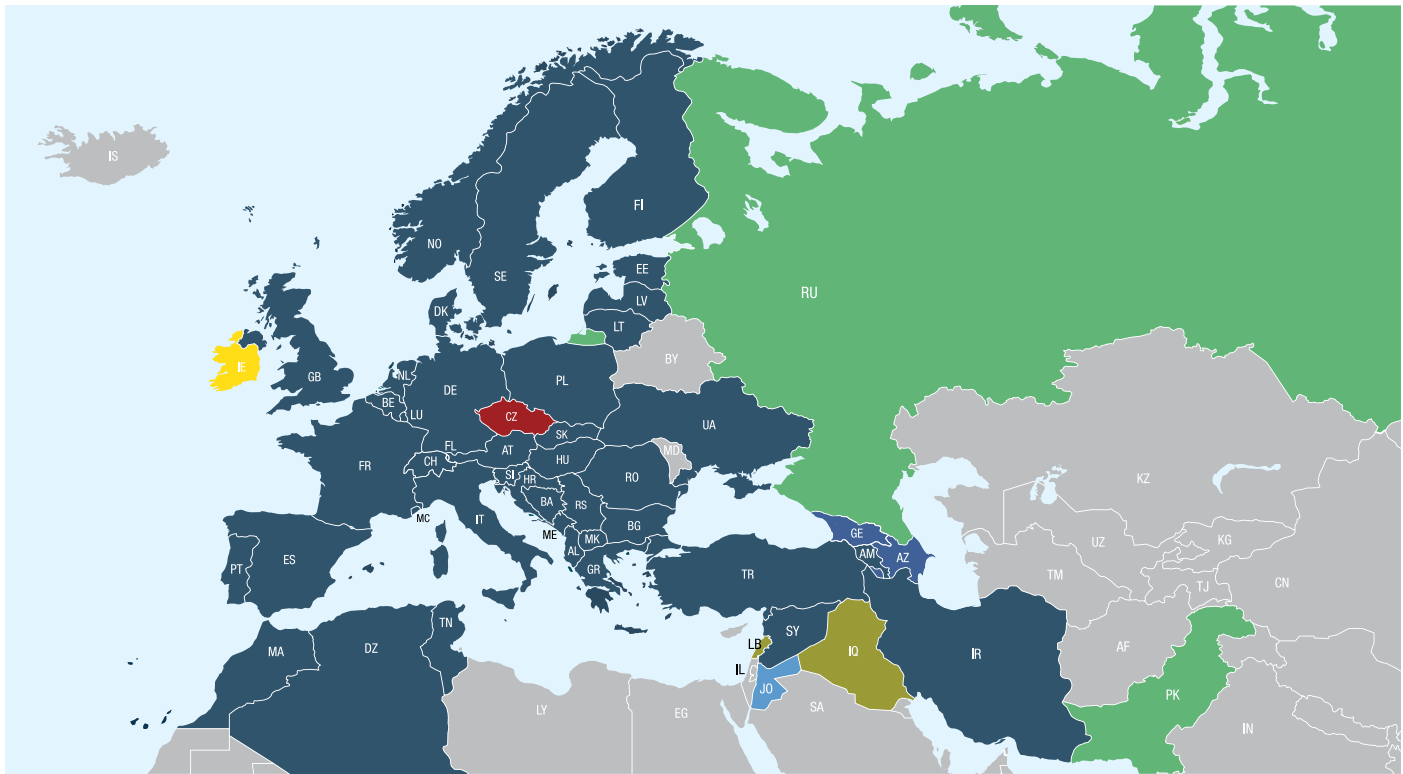 IS
FI
NO
SE
EE
RU
LV
DK
LT
BY
IE
GB
NL
DE
PL
BE
LU
CZ
UA
SK
FL
AT
MD
FR
CH
HU
SI
HR
RO
KZ
BA
RS
MC
IT
BG
ME
MK
GE
UZ
KG
AL
AM
AZ
PT
ES
GR
TR
TM
TJ
CN
TN
SY
MA
DZ
LB
IQ
IR
AF
IL
JO
PK
LY
EG
SA
IN